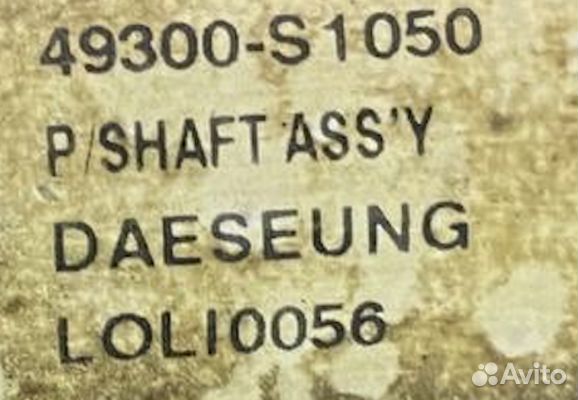 49300-S1050
P/SHAFT ASS'Y
DAESEUNG
LOLI0056
Avito